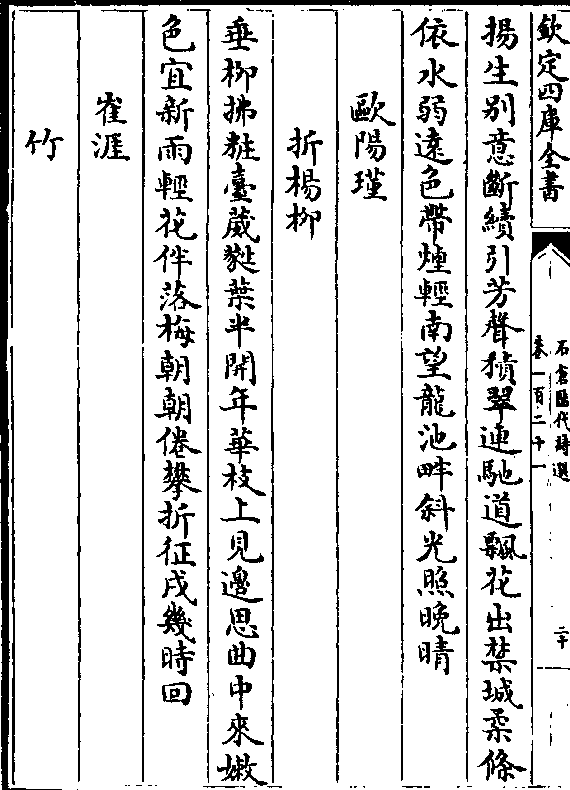 欽定四庫全書
石倉歷代詩選
卷一百二十一
二十
揚生别意斷續引芳聲積翠連馳道飄花出禁城柔條
依水弱遠色帶煙輕南望龍池畔斜光照晚晴
歐陽瑾
折楊柳
垂柳拂粧臺葳蕤葉半開年華枝上見邊思曲中來嫩
色宜新雨輕花伴落梅朝朝倦攀折征戍幾時回
崔涯
竹